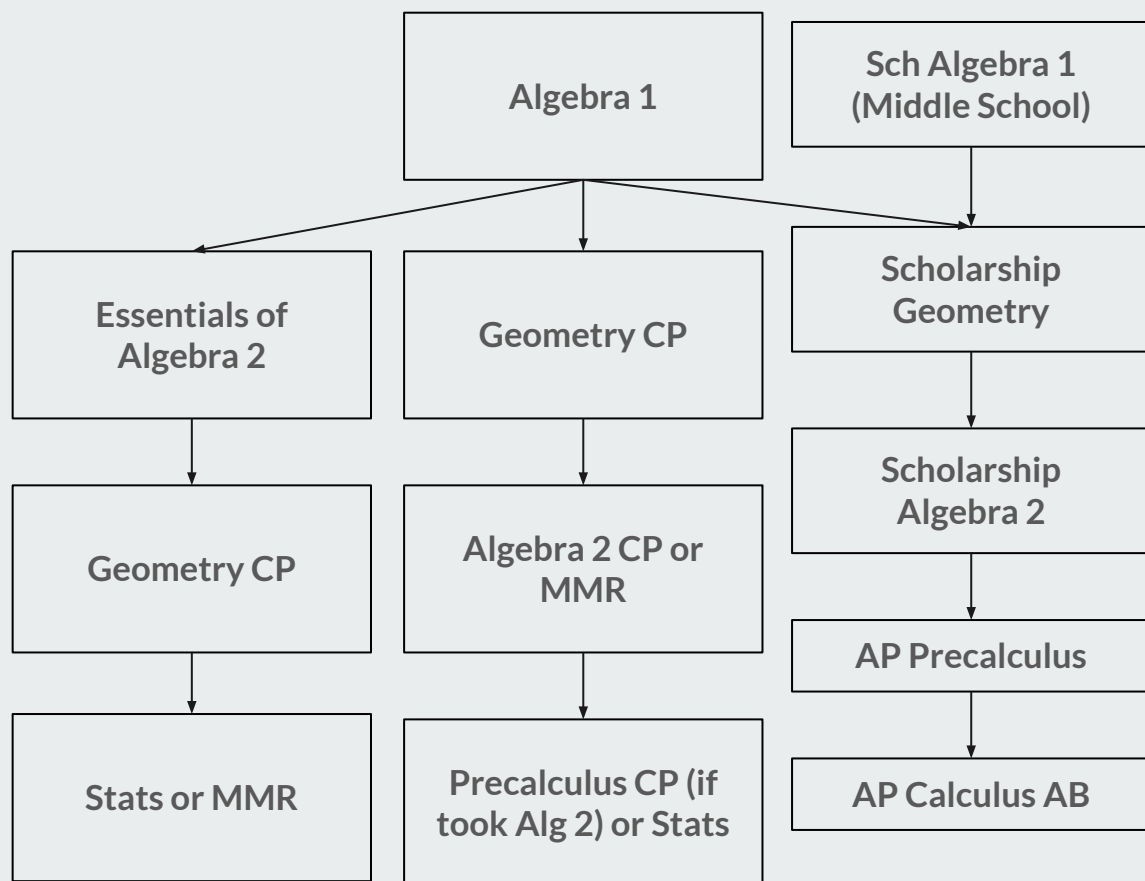 Algebra 1
Sch Algebra 1
(Middle School)
Essentials of
Algebra 2
Geometry CP
Scholarship
Geometry
Geometry CP
Algebra 2 CP or
MMR
Scholarship
Algebra 2
AP Precalculus
Stats or MMR
Precalculus CP (if
took Alg 2) or Stats
AP Calculus AB